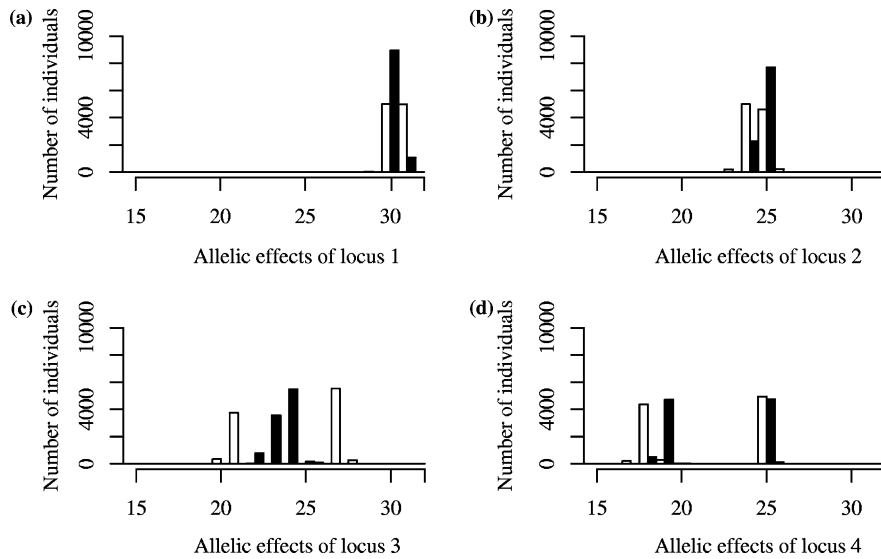 (a)
Number of individuals
0 4000 10000
15 20 25 30
Allelic effects of locus 1
(b)
Number of individuals
0 4000 10000
15 20 25 30
Allelic effects of locus 2
(c)
Number of individuals
0 4000 10000
15 20 25 30
Allelic effects of locus 3
(d)
Number of individuals
0 4000 10000
15 20 25 30
Allelic effects of locus 4